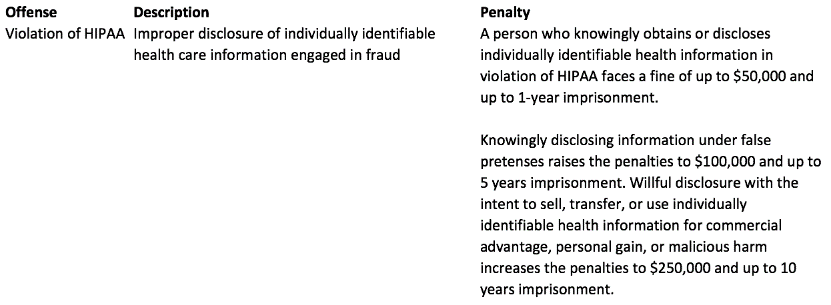 Offense Description Penalty
Violation of HIPAA Improper disclosure of individually identifiable A person who knowingly obtains or discloses
health care information engaged in fraud individually identifiable health information in
violation of HIPAA faces a fine of up to $50,000 and
up to 1-year imprisonment.
Knowingly disclosing information under false
pretenses raises the penalties to $100,000 and up to
5 years imprisonment. Willful disclosure with the
intent to sell, transfer, or use individually
identifiable health information for commercial
advantage, personal gain, or malicious harm
increases the penalties to $250,000 and up to 10
years imprisonment.